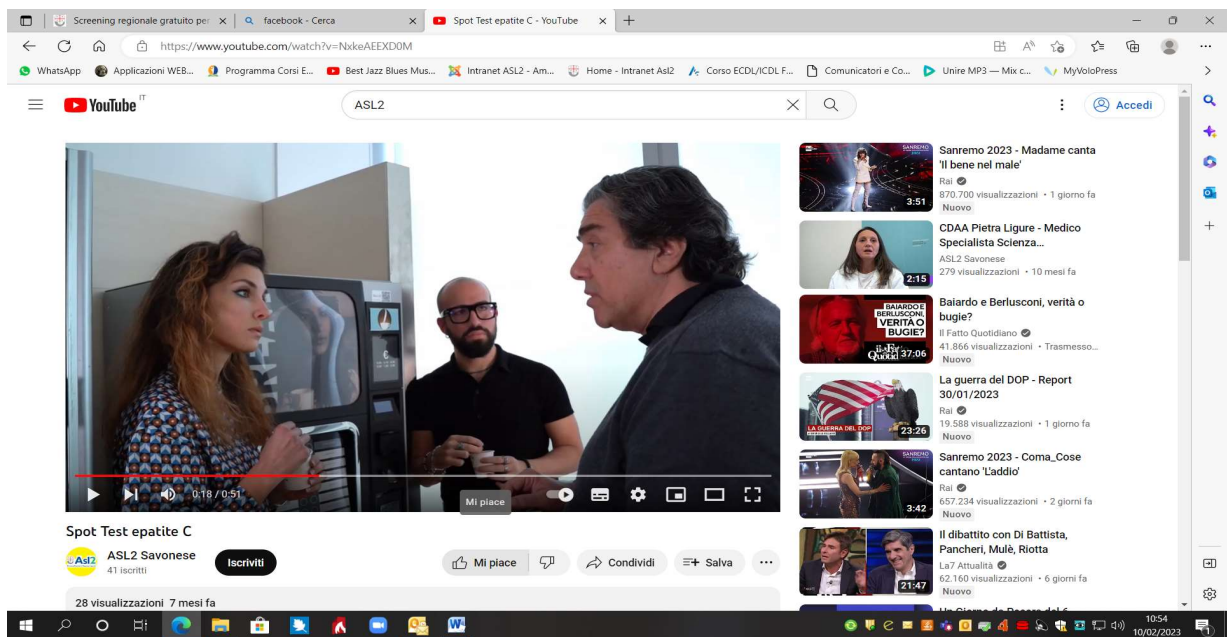 Screening regionale gratuito per
facebook - Cerca
Spot Test epatite C - YouTube
https://www.youtube.com/watch?v=NxkeAEEXD0M
WhatsApp
Applicazioni WEB...
Programma Corsi E...
Best Jazz Blues Mus...
Intranet ASL2 - Am...
Home - Intranet Asl2
Corso ECDL/ICDL F...
Comunicatori e Co...
Unire MP3 — Mix c...
MyVoloPress
YouTube IT
ASL2
Accedi
0:18 / 0:51
Mi piace
Spot Test epatite C
Asl2
ASL2 Savonese
41 iscritti
Iscriviti
Mi piace
Condividi
Salva
28 visualizzazioni 7 mesi fa
SANREMO
3:51
Sanremo 2023 - Madame canta
'Il bene nel male'
Rai
870.700 visualizzazioni • 1 giorno fa
Nuovo
2:15
CDAA Pietra Ligure - Medico
Specialista Scienza...
ASL2 Savonese
279 visualizzazioni • 10 mesi fa
BAIARDO E
BERLUSCONI,
VERITÀ O
BUGIE?
37:06
Baiardo e Berlusconi, verità o
bugie?
Il Fatto Quotidiano
41.866 visualizzazioni • Trasmesso...
Nuovo
LA GUERRA DEL DOP
23:26
La guerra del DOP - Report
30/01/2023
Rai
19.588 visualizzazioni • 1 giorno fa
Nuovo
SANREMO
3:42
Sanremo 2023 - Coma_Cose
cantano 'L'addio'
Rai
657.234 visualizzazioni • 2 giorni fa
Nuovo
21:47
Il dibattito con Di Battista,
Pancheri, Mulè, Riotta
La7 Attualità
62.160 visualizzazioni • 6 giorni fa
Nuovo
10:54
10/02/2023